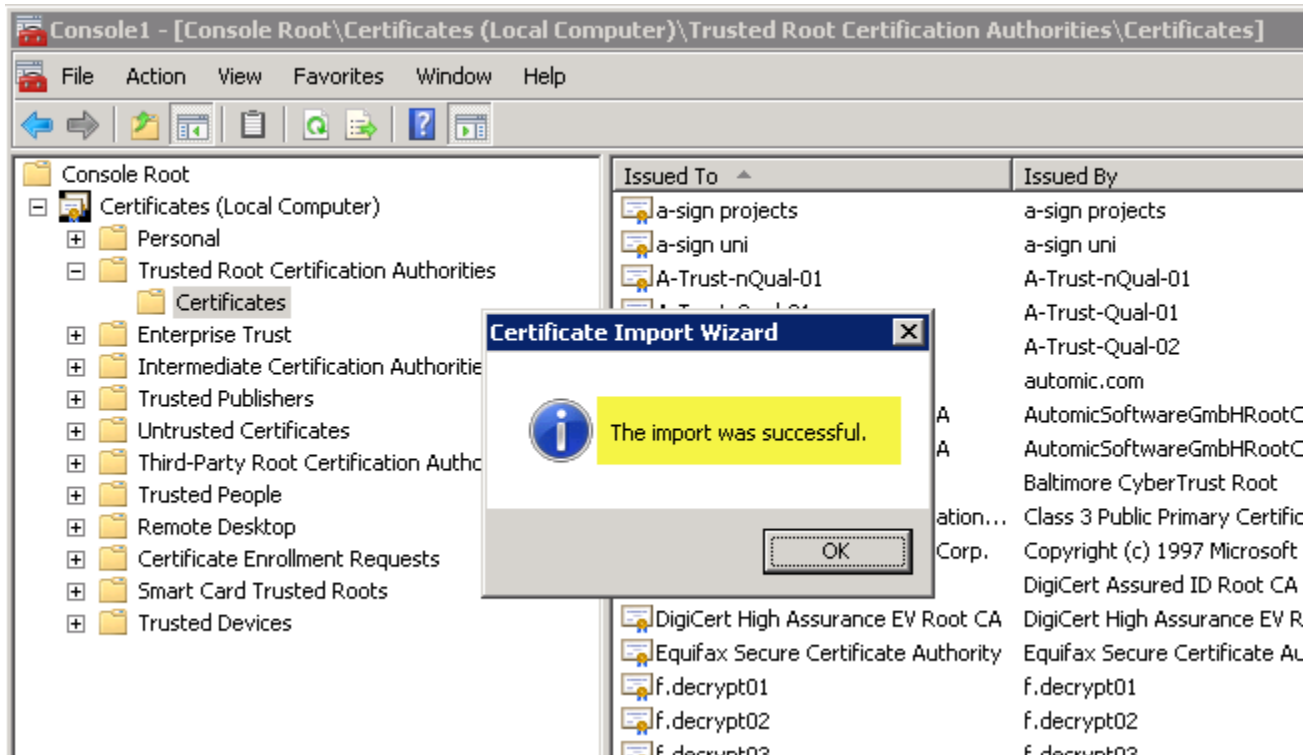 Console1 - [Console Root\Certificates (Local Computer)\Trusted Root Certification Authorities\Certificates]
File Action View Favorites Window Help
Console Root
Certificates (Local Computer)
Personal
Trusted Root Certification Authorities
Certificates
Enterprise Trust
Intermediate Certification Authoritie
Trusted Publishers
Untrusted Certificates
Third-Party Root Certification Autho
Trusted People
Remote Desktop
Certificate Enrollment Requests
Smart Card Trusted Roots
Trusted Devices
Issued To Issued By
a-sign projects a-sign projects
a-sign uni a-sign uni
A-Trust-nQual-01 A-Trust-nQual-01
A-Trust-Qual-01
A-Trust-Qual-02
automic.com
A AutomicSoftwareGmbHRootC
A AutomicSoftwareGmbHRootC
Baltimore CyberTrust Root
ation... Class 3 Public Primary Certific
Corp. Copyright (c) 1997 Microsoft
DigiCert Assured ID Root CA
DigiCert High Assurance EV Root CA DigiCert High Assurance EV R
Equifax Secure Certificate Authority Equifax Secure Certificate Au
f.decrypt01 f.decrypt01
f.decrypt02 f.decrypt02
Certificate Import Wizard
The import was successful.
OK